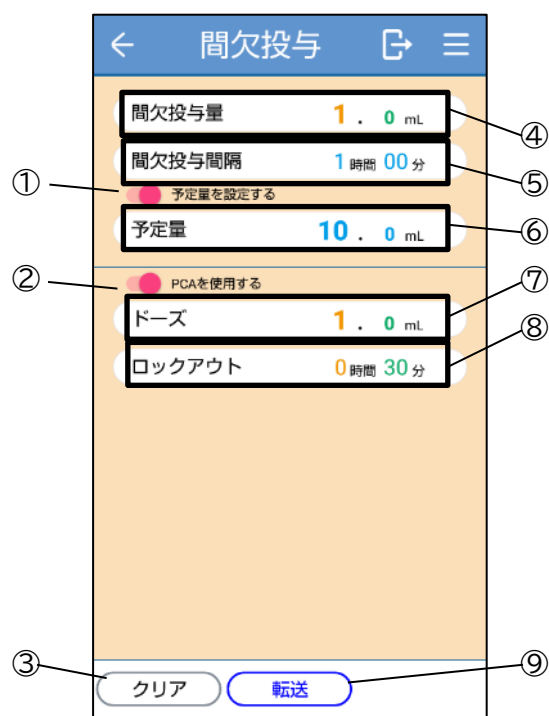 間欠投与
間欠投与量 1. 0 mL ④
間欠投与間隔 1 時間 00 分 ⑤
① 予定量を設定する
予定量 10. 0 mL ⑥
② PCAを使用する ⑦
ドーズ 1. 0 mL
⑧
ロックアウト 0 時間 30 分
③ クリア 転送 ⑨